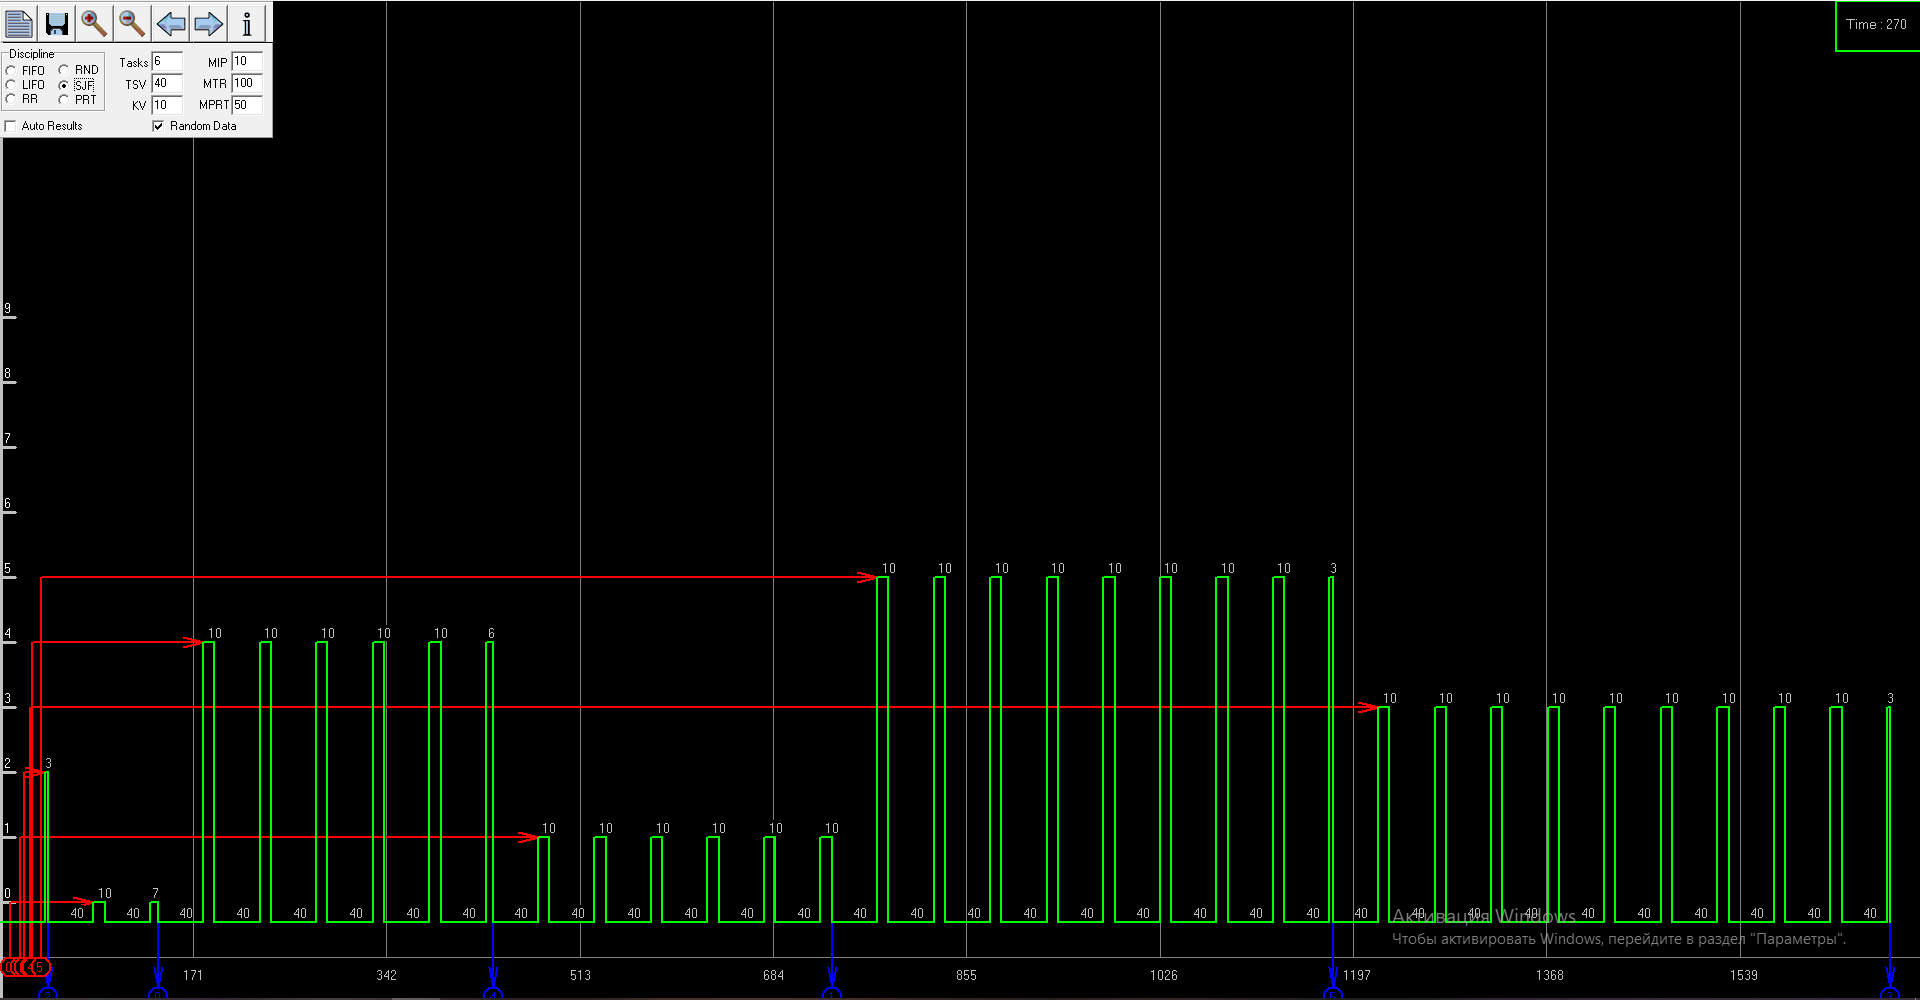 Time : 270
Discipline
FIFO
RND
LIFO
SJF
RR
PRT
Tasks 6
MIP 10
TSV 40
MTR 100
KV 10
MPRT 50
Auto Results
Random Data
9
8
7
6
5
10 10 10 10 10 10 10 10 3
4
10 10 10 10 10 6
3
10 10 10 10 10 10 10 10 10 3
2
3
1
10 10 10 10 10 10
0
10 7
40 40 40 40 40 40 40 40 40 40 40 40 40 40 40 40 40 40 40 40 40 40 40 40 40 40 40 40 40 40 40 40 40
Активация Windows
Чтобы активировать Windows, перейдите в раздел "Параметры".
0 4 5
171 342 513 684 855 1026 1197 1368 1539